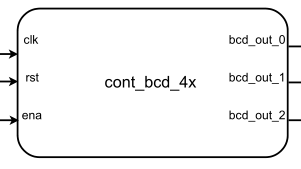 clk
bcd_out_0
rst
cont_bcd_4x
bcd_out_1
ena
bcd_out_2